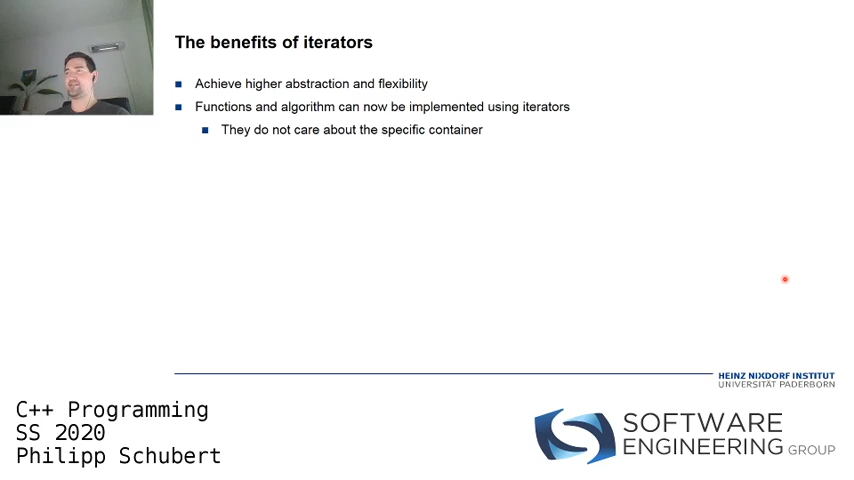 The benefits of iterators
Achieve higher abstraction and flexibility
Functions and algorithm can now be implemented using iterators
They do not care about the specific container
HEINZ NIXDORF INSTITUT
UNIVERSITÄT PADERBORN
C++ Programming
SS 2020
Philipp Schubert
SOFTWARE
ENGINEERING GROUP